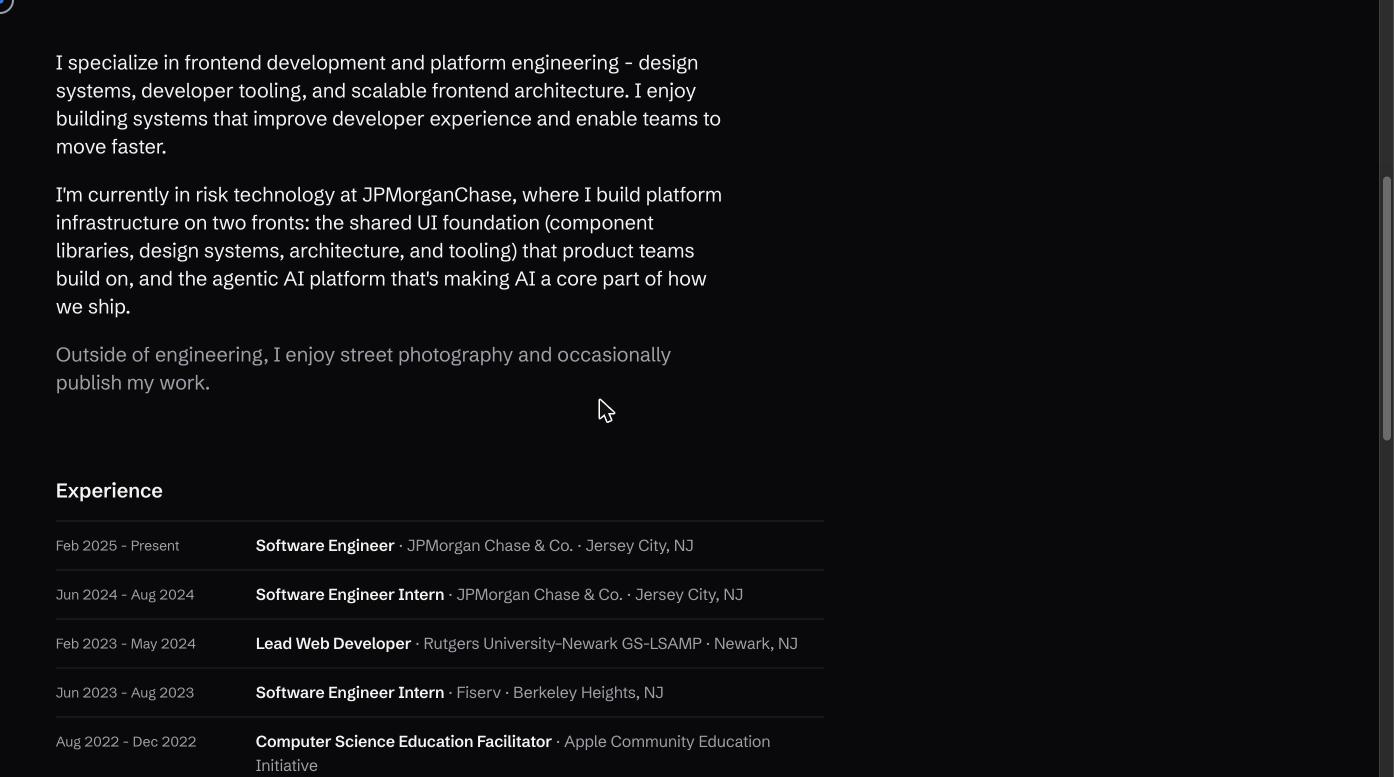 I specialize in frontend development and platform engineering - design
systems, developer tooling, and scalable frontend architecture. I enjoy
building systems that improve developer experience and enable teams to
move faster.
I'm currently in risk technology at JPMorganChase, where I build platform
infrastructure on two fronts: the shared UI foundation (component
libraries, design systems, architecture, and tooling) that product teams
build on, and the agentic AI platform that's making AI a core part of how
we ship.
Outside of engineering, I enjoy street photography and occasionally
publish my work.
Experience
Feb 2025 - Present Software Engineer · JPMorgan Chase & Co. · Jersey City, NJ
Jun 2024 - Aug 2024 Software Engineer Intern · JPMorgan Chase & Co. · Jersey City, NJ
Feb 2023 - May 2024 Lead Web Developer · Rutgers University–Newark GS-LSAMP · Newark, NJ
Jun 2023 - Aug 2023 Software Engineer Intern · Fiserv · Berkeley Heights, NJ
Aug 2022 - Dec 2022 Computer Science Education Facilitator · Apple Community Education
Initiative